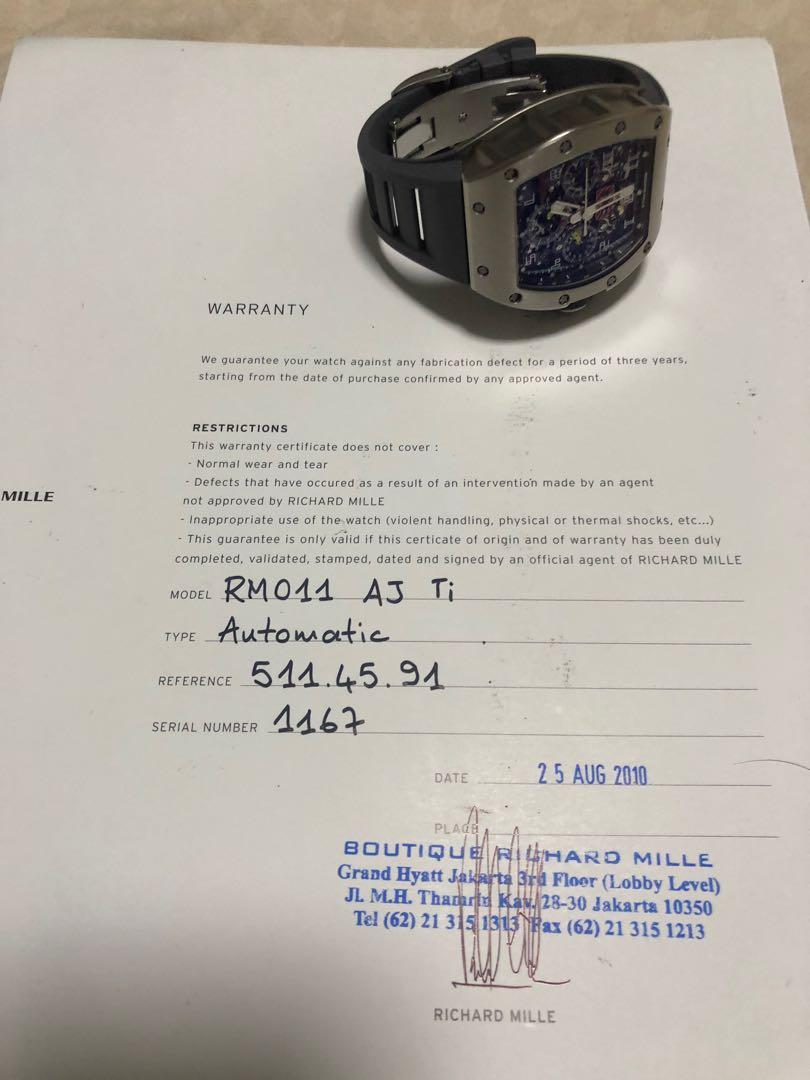 WARRANTY
We guarantee your watch against any fabrication defect for a period of three years,
starting from the date of purchase confirmed by any approved agent.
RESTRICTIONS
This warranty certificate does not cover :
- Normal wear and tear
- Defects that have occured as a result of an intervention made by an agent
not approved by RICHARD MILLE
MILLE
- Inappropriate use of the watch (violent handling, physical or thermal shocks, etc...)
- This guarantee is only valid if this certicate of origin and of warranty has been duly
completed, validated, stamped, dated and signed by an official agent of RICHARD MILLE
MODEL RM011 AJ Ti
TYPE Automatic
REFERENCE 511.45.91
SERIAL NUMBER 1167
DATE 25 AUG 2010
PLACE
BOUTIQUE RICHARD MILLE
Grand Hyatt Jakarta 3rd Floor (Lobby Level)
JL M.H. Thamrin Kav. 28-30 Jakarta 10350
Tel (62) 21 315 1313 Fax (62) 21 315 1213
RICHARD MILLE